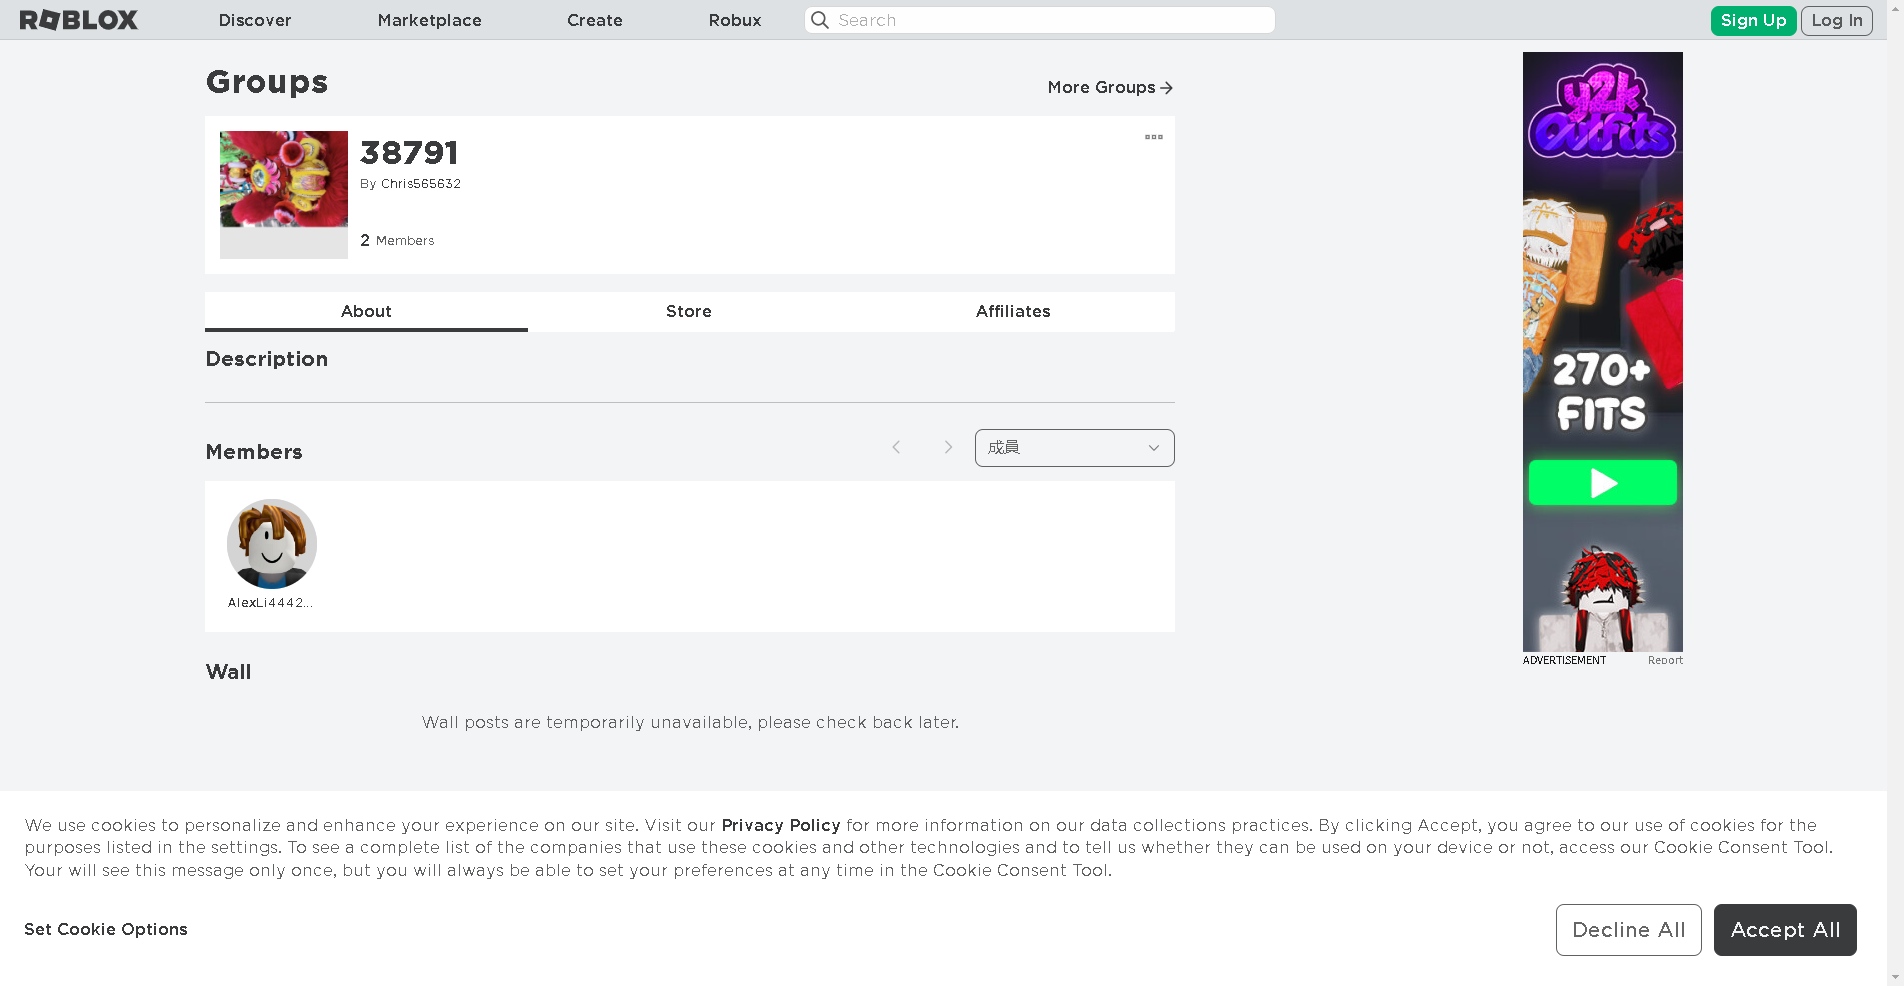 ROBLOX Discover Marketplace Create Robux Search Sign Up Log In
Groups
More Groups
38791
By Chris565632
2 Members
About Store Affiliates
Description
Members
成員
AlexLi4442...
Wall
Wall posts are temporarily unavailable, please check back later.
y2k
Outfits
270+
FITS
ADVERTISEMENT Report
We use cookies to personalize and enhance your experience on our site. Visit our Privacy Policy for more information on our data collections practices. By clicking Accept, you agree to our use of cookies for the
purposes listed in the settings. To see a complete list of the companies that use these cookies and other technologies and to tell us whether they can be used on your device or not, access our Cookie Consent Tool.
Your will see this message only once, but you will always be able to set your preferences at any time in the Cookie Consent Tool.
Set Cookie Options
Decline All Accept All